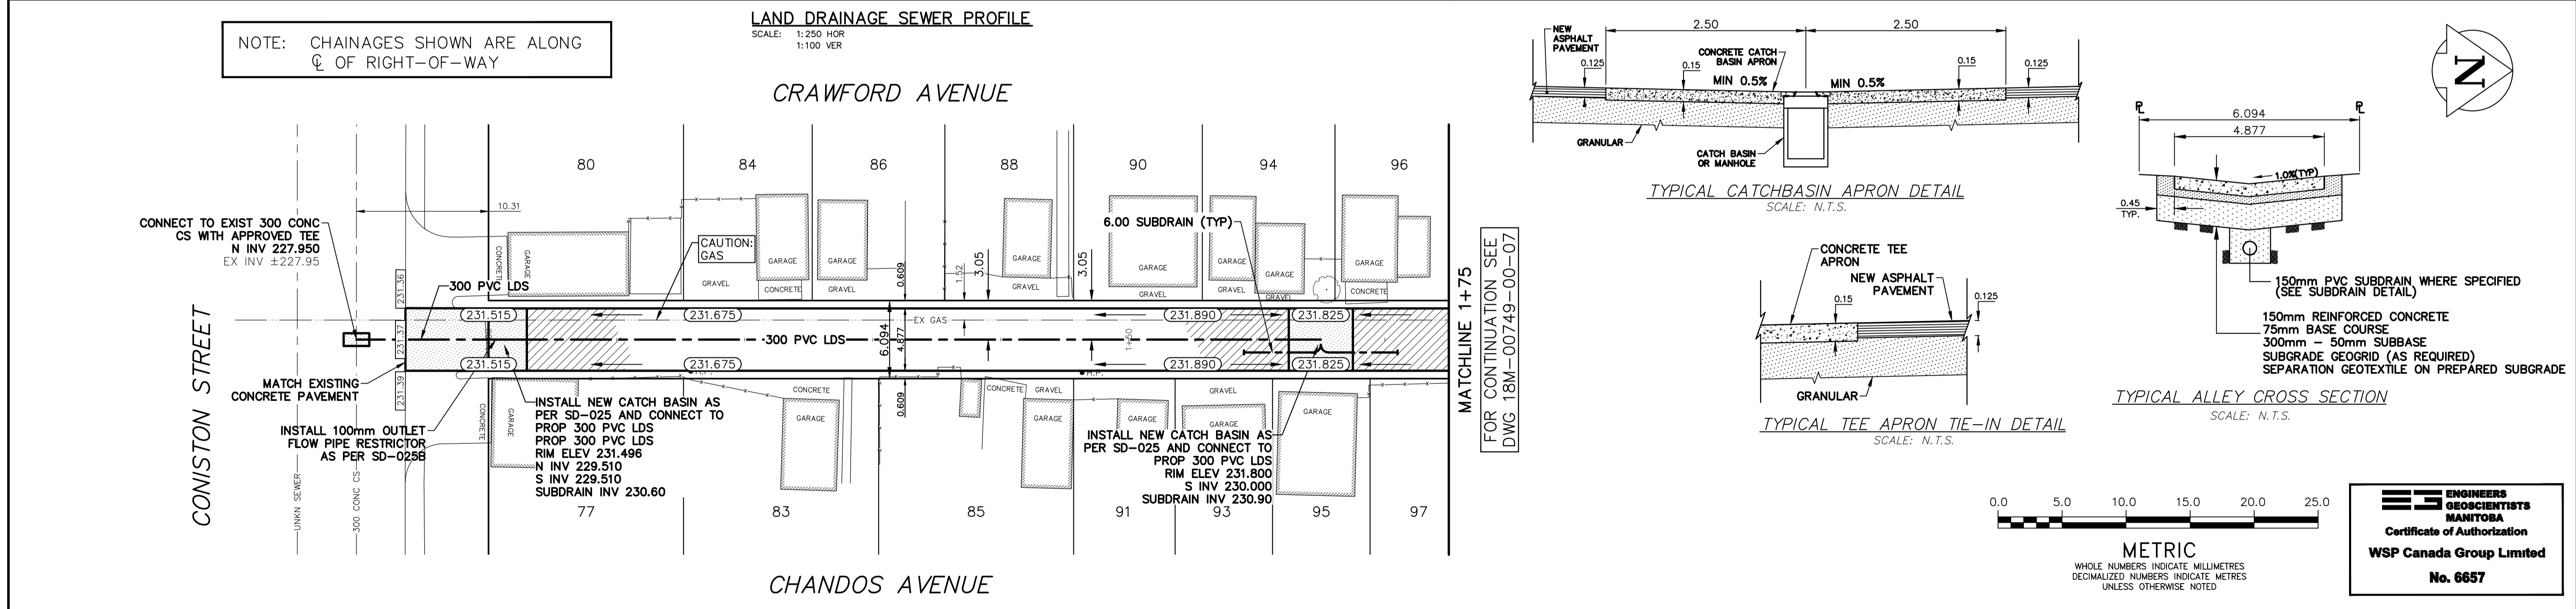 LAND DRAINAGE SEWER PROFILE
SCALE: 1:250 HOR
1:100 VER
NOTE: CHAINAGES SHOWN ARE ALONG
℄ OF RIGHT-OF-WAY
CRAWFORD AVENUE
80
84
86
88
90
94
96
10.31
CONNECT TO EXIST 300 CONC
CS WITH APPROVED TEE
N INV 227.950
EX INV ±227.95
CAUTION:
GAS
6.00 SUBDRAIN (TYP)
CONCRETE
GARAGE
GARAGE
GARAGE
GARAGE
GARAGE
GARAGE
GARAGE
GARAGE
GRAVEL
CONCRETE
GRAVEL
GRAVEL
GRAVEL
GRAVEL
GRAVEL
CONCRETE
0.609
1.52
3.05
3.05
300 PVC LDS
231.36
231.37
231.39
231.515
231.675
231.890
231.825
EX GAS
6.094
4.877
300 PVC LDS
1+50
231.515
231.675
231.890
231.825
H.P.
CONISTON STREET
MATCH EXISTING
CONCRETE PAVEMENT
INSTALL 100mm OUTLET
FLOW PIPE RESTRICTOR
AS PER SD-025B
UNKN SEWER
300 CONC CS
CONCRETE
GARAGE
INSTALL NEW CATCH BASIN AS
PER SD-025 AND CONNECT TO
PROP 300 PVC LDS
PROP 300 PVC LDS
RIM ELEV 231.496
N INV 229.510
S INV 229.510
SUBDRAIN INV 230.60
CONCRETE
GARAGE
0.609
CONCRETE
GRAVEL
GARAGE
GRAVEL
GARAGE
GRAVEL
GARAGE
GARAGE
INSTALL NEW CATCH BASIN AS
PER SD-025 AND CONNECT TO
PROP 300 PVC LDS
RIM ELEV 231.800
S INV 230.000
SUBDRAIN INV 230.90
77
83
85
91
93
95
97
CHANDOS AVENUE
MATCHLINE 1+75
FOR CONTINUATION SEE
DWG 18M-00749-00-07
2.50
2.50
NEW
ASPHALT
PAVEMENT
CONCRETE CATCH
BASIN APRON
0.125
0.15
MIN 0.5%
MIN 0.5%
0.15
0.125
GRANULAR
CATCH BASIN
OR MANHOLE
TYPICAL CATCHBASIN APRON DETAIL
SCALE: N.T.S.
CONCRETE TEE
APRON
NEW ASPHALT
PAVEMENT
0.15
0.125
GRANULAR
TYPICAL TEE APRON TIE-IN DETAIL
SCALE: N.T.S.
N
6.094
4.877
1.0%(TYP)
0.45
TYP.
150mm PVC SUBDRAIN WHERE SPECIFIED
(SEE SUBDRAIN DETAIL)
150mm REINFORCED CONCRETE
75mm BASE COURSE
300mm - 50mm SUBBASE
SUBGRADE GEOGRID (AS REQUIRED)
SEPARATION GEOTEXTILE ON PREPARED SUBGRADE
TYPICAL ALLEY CROSS SECTION
SCALE: N.T.S.
0.0 5.0 10.0 15.0 20.0 25.0
METRIC
WHOLE NUMBERS INDICATE MILLIMETRES
DECIMALIZED NUMBERS INDICATE METRES
UNLESS OTHERWISE NOTED
ENGINEERS
GEOSCIENTISTS
MANITOBA
Certificate of Authorization
WSP Canada Group Limited
No. 6657